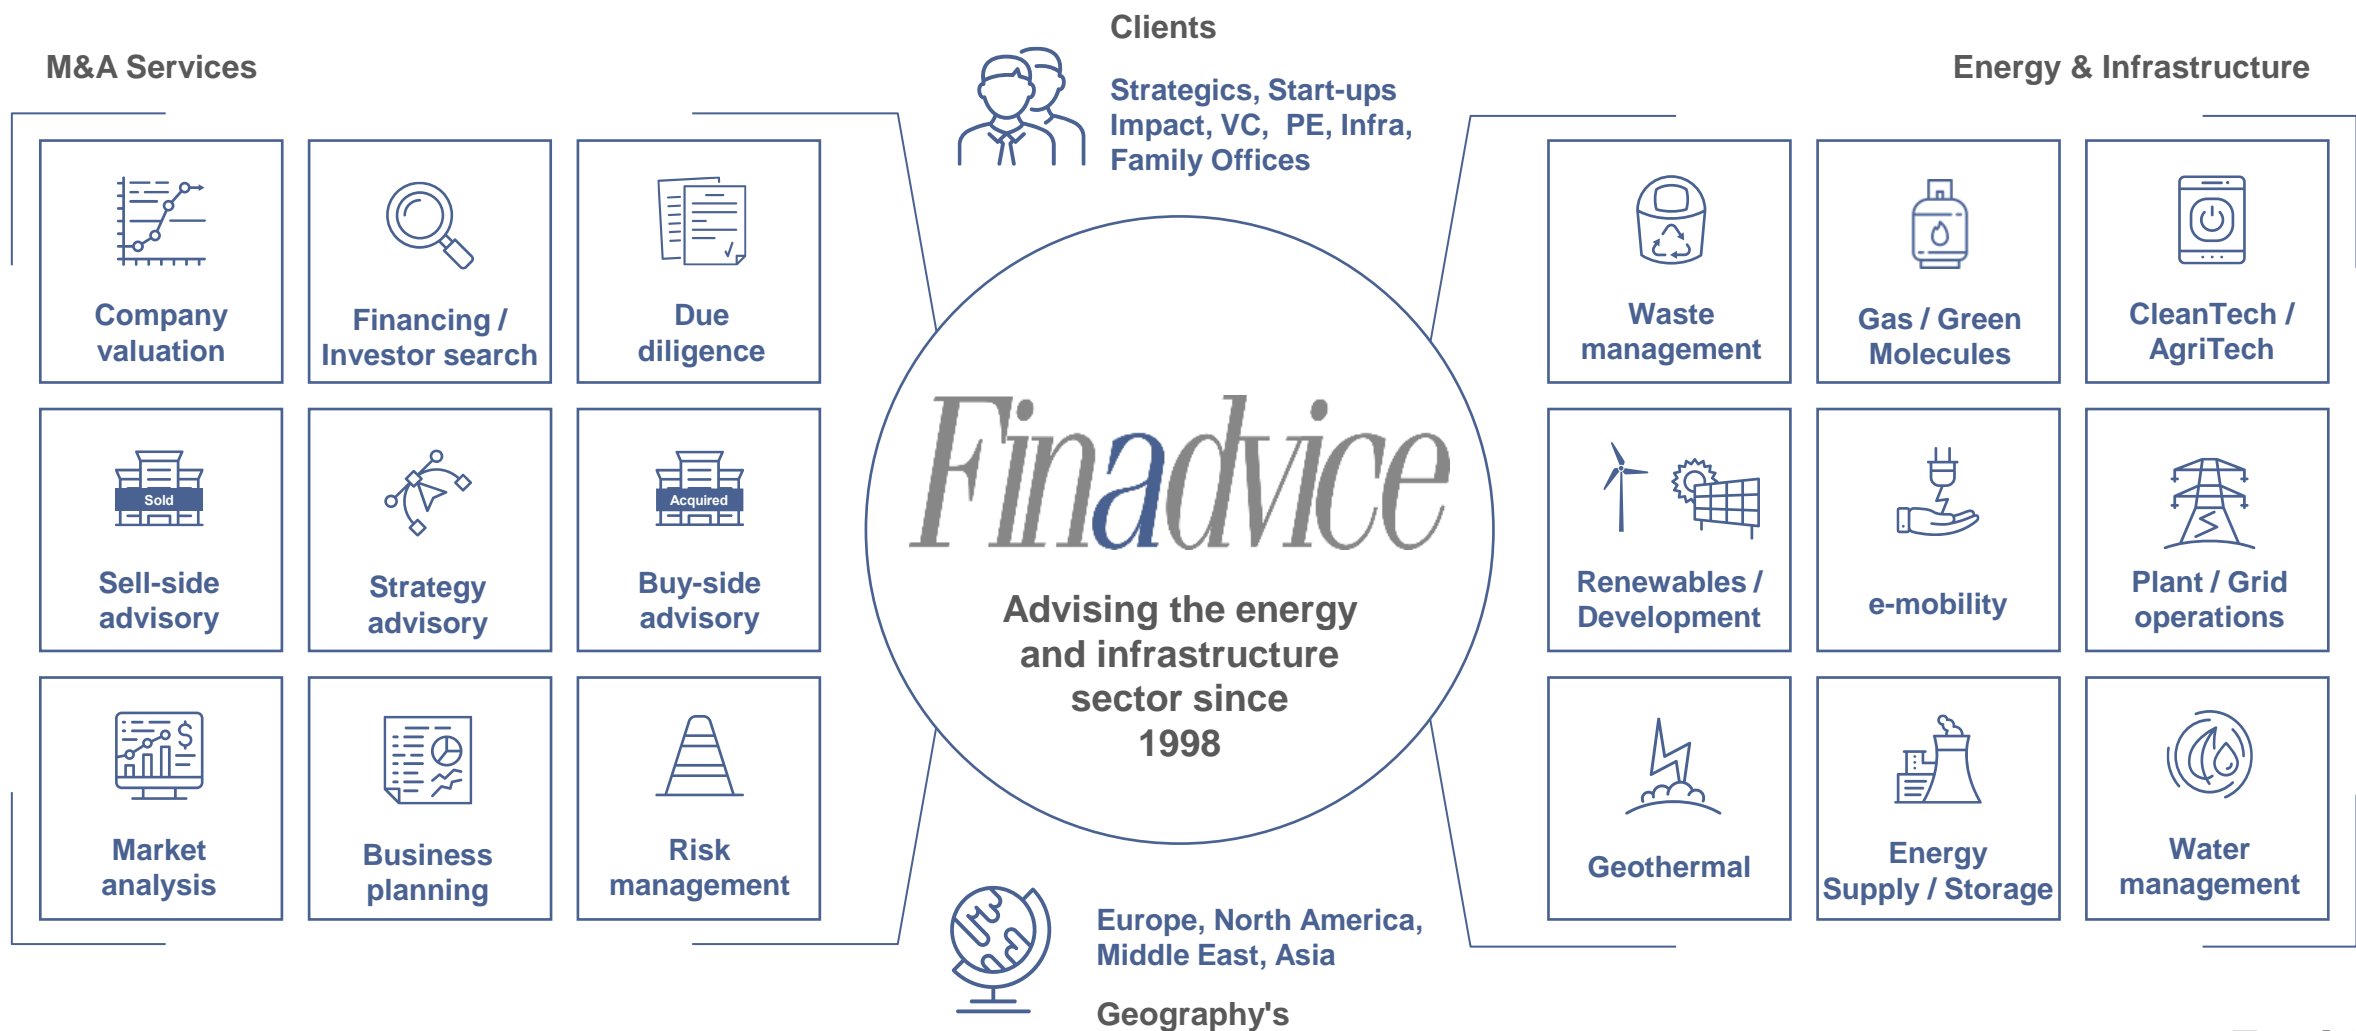 M&A Services
Company
valuation
Financing /
Investor search
Due
diligence
Sold
Sell-side
advisory
Strategy
advisory
Acquired
Buy-side
advisory
$
Market
analysis
Business
planning
Risk
management
Clients
Strategics, Start-ups
Impact, VC,  PE, Infra,
Family Offices
Finadvice
Advising the energy
and infrastructure
sector since
1998
Europe, North America,
Middle East, Asia
Geography's
Energy & Infrastructure
Waste
management
Gas / Green
Molecules
CleanTech /
AgriTech
Renewables /
Development
e-mobility
Plant / Grid
operations
Geothermal
Energy
Supply / Storage
Water
management